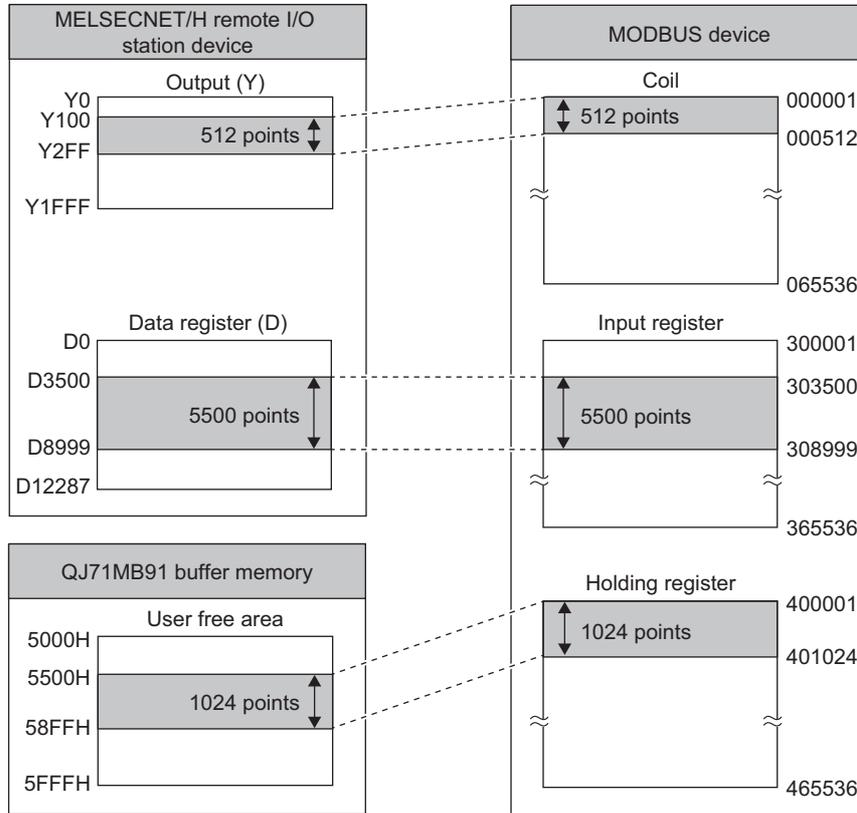 MELSECNET/H remote I/O
station device
Output (Y)
Y0
Y100
512 points
Y2FF
Y1FFF
Data register (D)
D0
D3500
5500 points
D8999
D12287
QJ71MB91 buffer memory
User free area
5000H
5500H
1024 points
58FFH
5FFFH
MODBUS device
Coil
000001
512 points
000512
065536
Input register
300001
303500
5500 points
308999
365536
Holding register
400001
1024 points
401024
465536